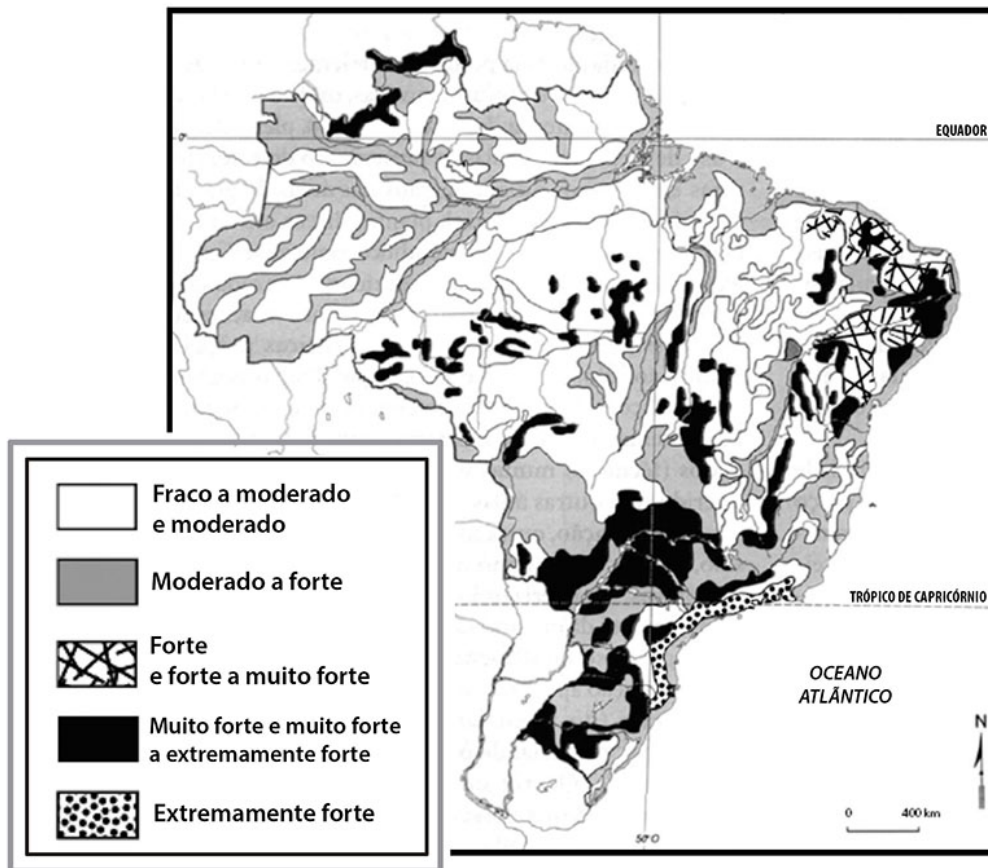 EQUADOR
TRÓPICO DE CAPRICÓRNIO
OCEANO
ATLÂNTICO
N
0 400 km
50° O
0°
Fraco a moderado
e moderado
Moderado a forte
Forte
e forte a muito forte
Muito forte e muito forte
a extremamente forte
Extremamente forte